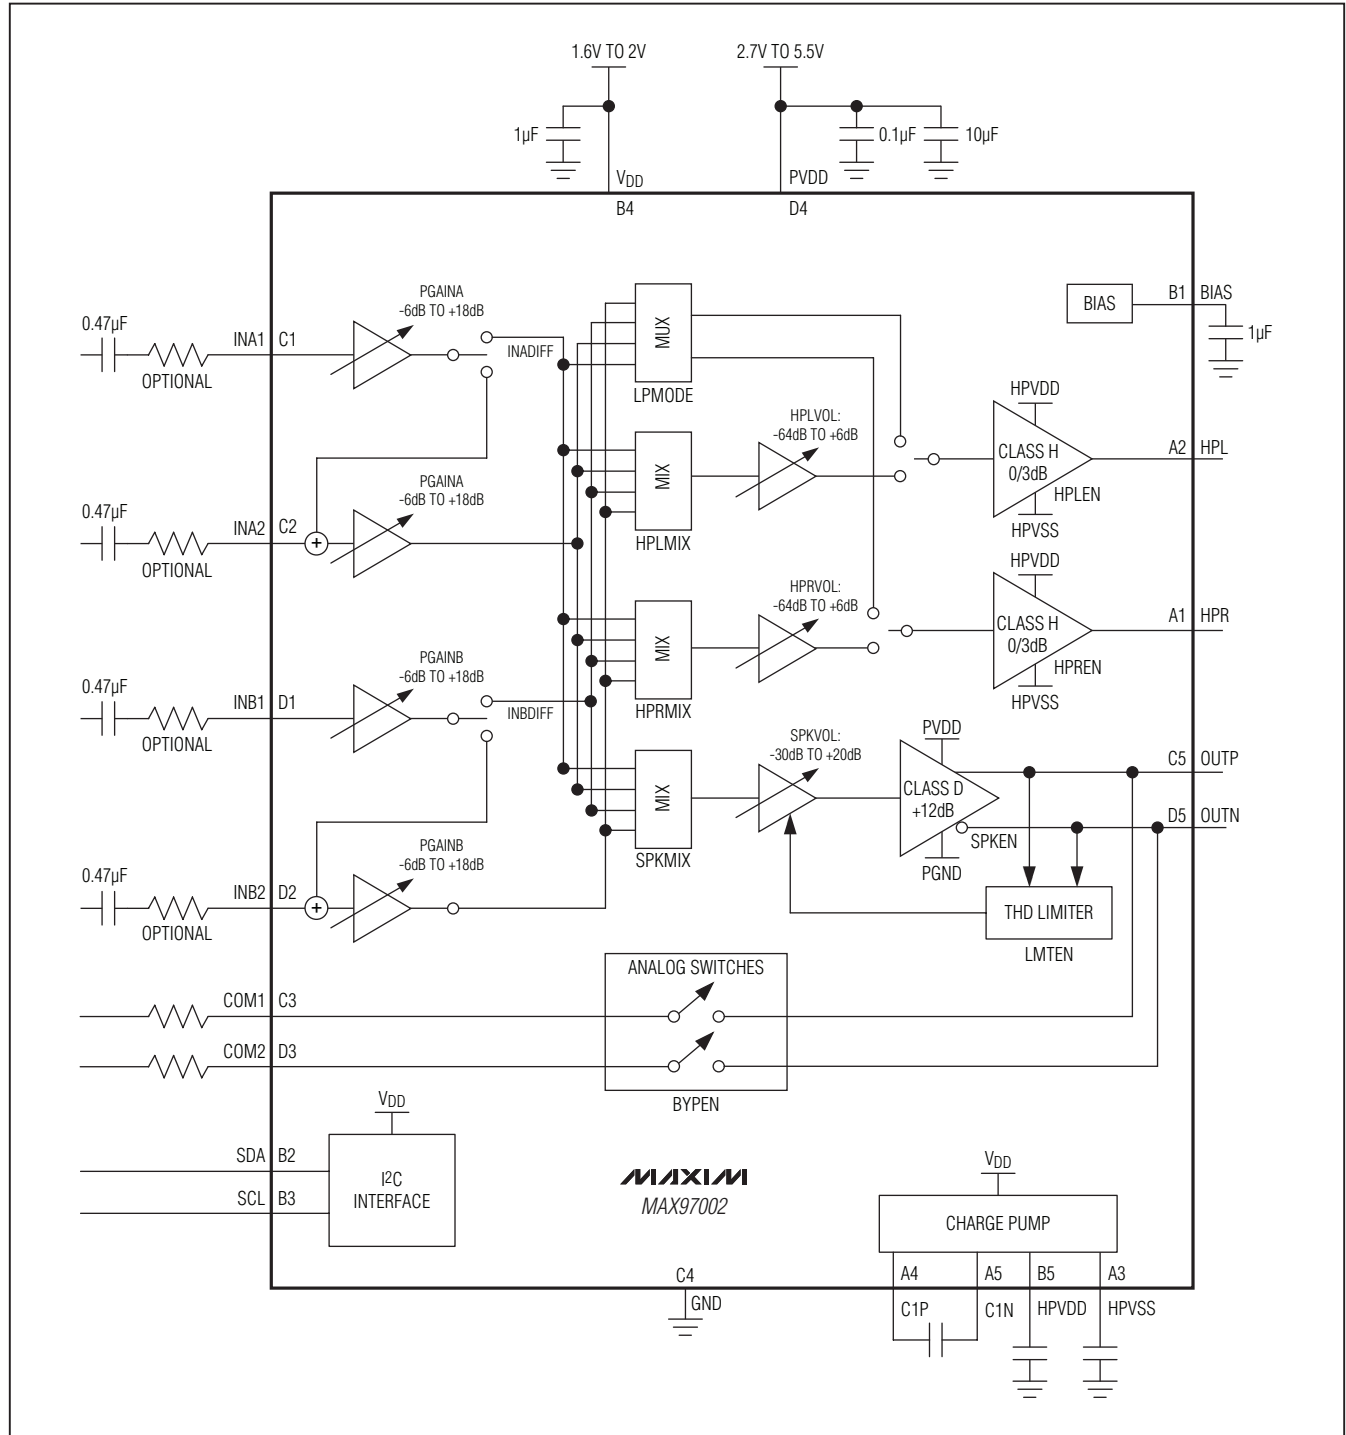 1.6V TO 2V
2.7V TO 5.5V
1µF
0.1µF
10µF
VDD
PVDD
B4
D4
PGAINA
-6dB TO +18dB
0.47µF
INA1
C1
OPTIONAL
INADIFF
MUX
LPMODE
BIAS
B1
BIAS
1µF
HPLVOL:
-64dB TO +6dB
HPVDD
CLASS H
0/3dB
HPLEN
HPVSS
A2
HPL
PGAINA
-6dB TO +18dB
0.47µF
INA2
C2
+
OPTIONAL
MIX
HPLMIX
HPRVOL:
-64dB TO +6dB
HPVDD
CLASS H
0/3dB
HPREN
HPVSS
A1
HPR
MIX
HPRMIX
PGAINB
-6dB TO +18dB
0.47µF
INB1
D1
OPTIONAL
INBDIFF
SPKVOL:
-30dB TO +20dB
PVDD
CLASS D
+12dB
SPKEN
PGND
C5
OUTP
D5
OUTN
MIX
SPKMIX
PGAINB
-6dB TO +18dB
0.47µF
INB2
D2
+
OPTIONAL
THD LIMITER
LMTEN
ANALOG SWITCHES
COM1
C3
COM2
D3
BYPEN
VDD
SDA
B2
SCL
B3
I2C
INTERFACE
MAXIM
MAX97002
VDD
CHARGE PUMP
C4
GND
A4
A5
B5
A3
C1P
C1N
HPVDD
HPVSS